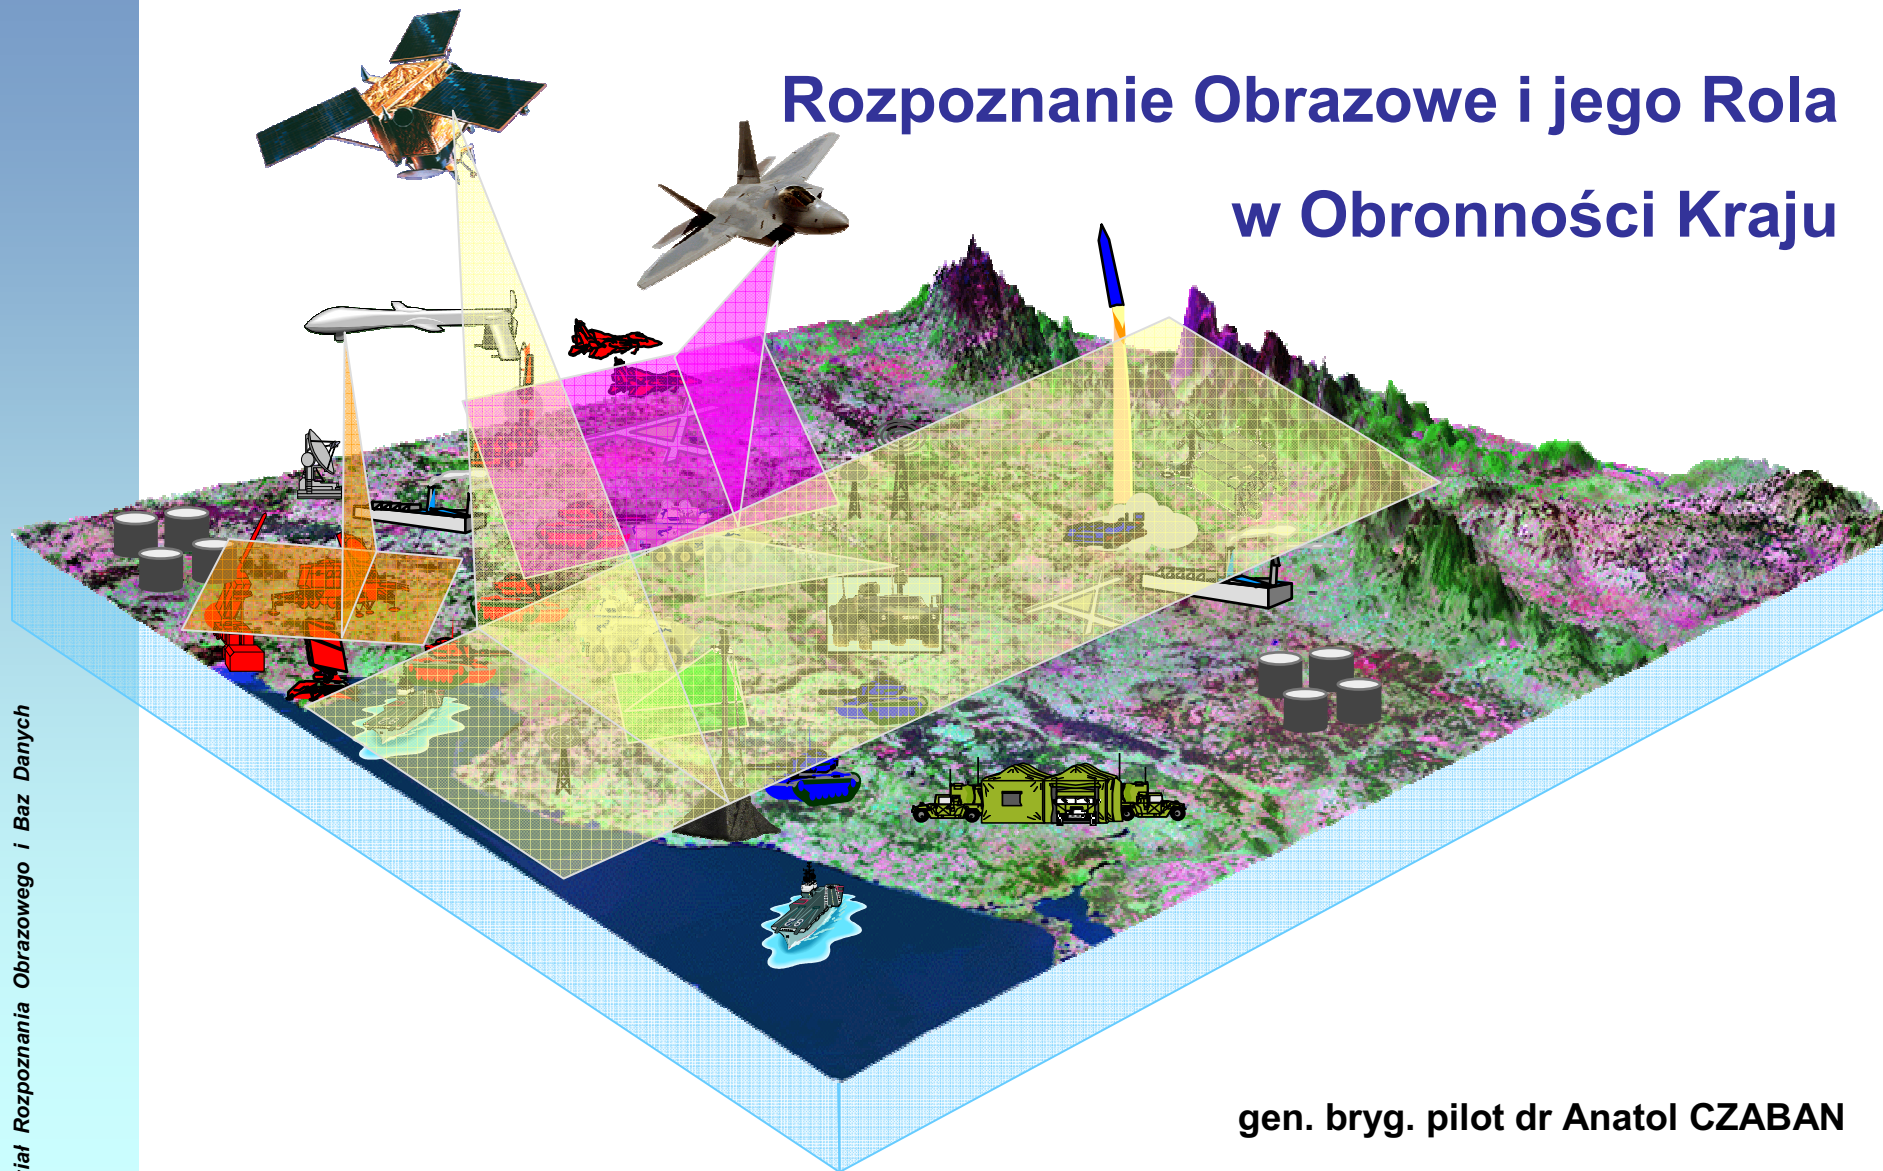 Rozpoznanie Obrazowe i jego Rola
w Obronności Kraju
gen. bryg. pilot dr Anatol CZABAN
Rozpoznania Obrazowego i Baz Danych